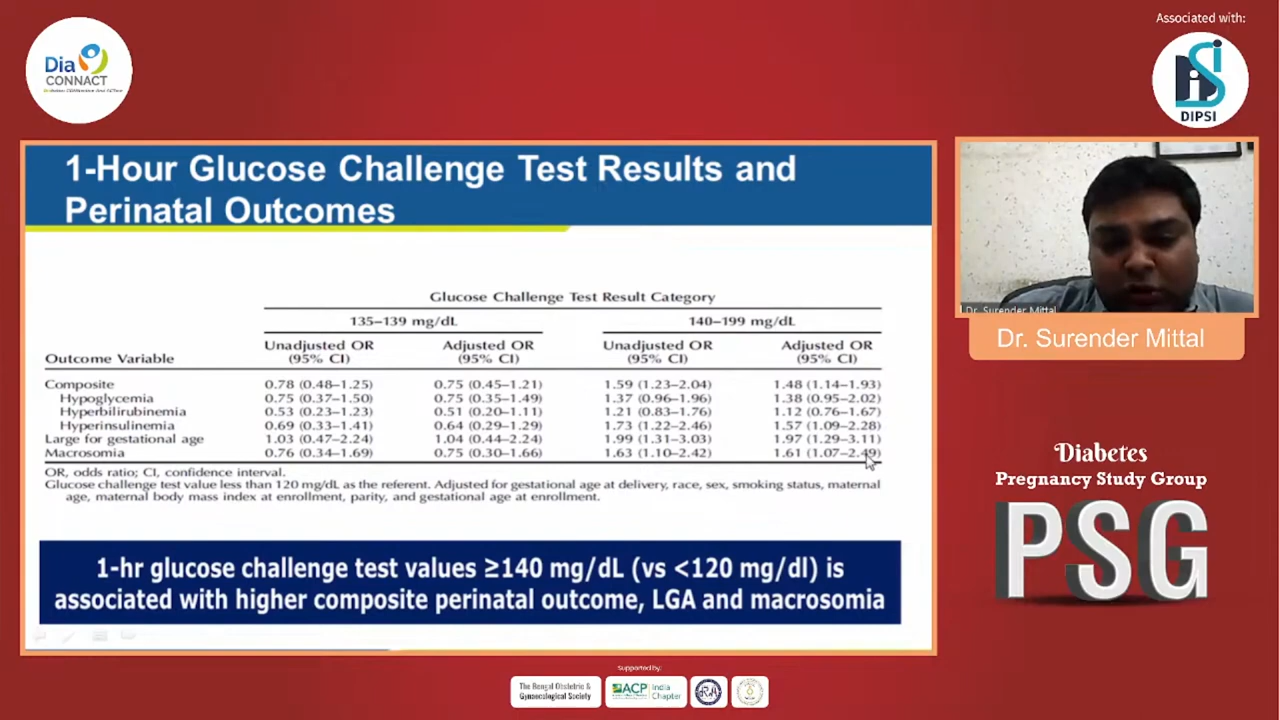 Associated with:
Dia
CONNACT
DIPSI
1-Hour Glucose Challenge Test Results and
Perinatal Outcomes
Glucose Challenge Test Result Category
135–139 mg/dL 140–199 mg/dL
Unadjusted OR Adjusted OR Unadjusted OR Adjusted OR
Outcome Variable (95% CI) (95% CI) (95% CI) (95% CI)
Composite 0.78 (0.48–1.25) 0.75 (0.45–1.21) 1.59 (1.23–2.04) 1.48 (1.14–1.93)
Hypoglycemia 0.75 (0.37–1.50) 0.75 (0.35–1.49) 1.37 (0.96–1.96) 1.38 (0.95–2.02)
Hyperbilirubinemia 0.53 (0.23–1.23) 0.51 (0.20–1.11) 1.21 (0.83–1.76) 1.12 (0.76–1.67)
Hyperinsulinemia 0.69 (0.33–1.41) 0.64 (0.29–1.29) 1.73 (1.22–2.46) 1.57 (1.09–2.28)
Large for gestational age 1.03 (0.47–2.24) 1.04 (0.44–2.24) 1.99 (1.31–3.03) 1.97 (1.29–3.11)
Macrosomia 0.76 (0.34–1.69) 0.75 (0.30–1.66) 1.63 (1.10–2.42) 1.61 (1.07–2.49)
OR, odds ratio; CI, confidence interval.
Glucose challenge test value less than 120 mg/dL as the referent. Adjusted for gestational age at delivery, race, sex, smoking status, maternal
age, maternal body mass index at enrollment, parity, and gestational age at enrollment.
1-hr glucose challenge test values ≥140 mg/dL (vs <120 mg/dl) is
associated with higher composite perinatal outcome, LGA and macrosomia
Dr. Surender Mittal
Dr. Surender Mittal
Diabetes
Pregnancy Study Group
PSG
Supported by:
The Bengal Obstetric &
Gynaecological Society
ACP India
Chapter